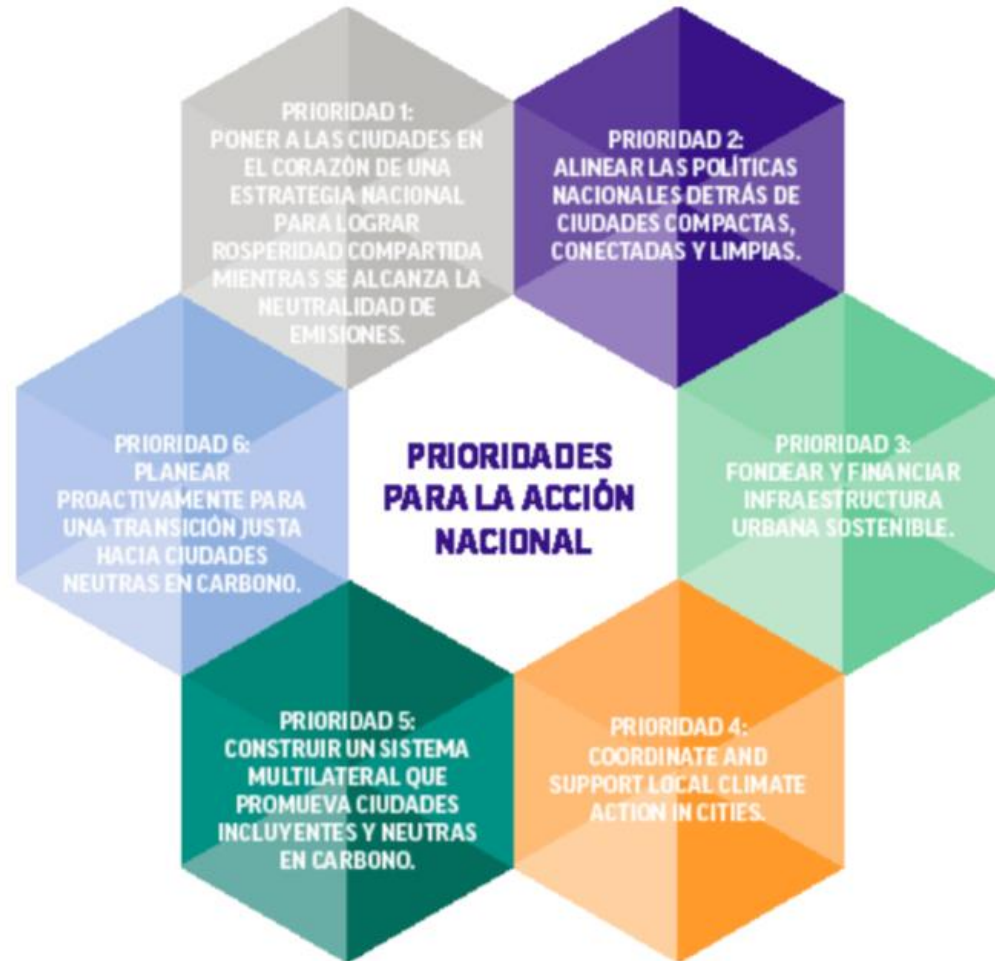 PRIORIDAD 1:
PONER A LAS CIUDADES EN
EL CORAZÓN DE UNA
ESTRATEGIA NACIONAL
PARA LOGRAR
ROSPERIDAD COMPARTIDA
MIENTRAS SE ALCANZA LA
NEUTRALIDAD DE
EMISIONES.
PRIORIDAD 2:
ALINEAR LAS POLÍTICAS
NACIONALES DETRÁS DE
CIUDADES COMPACTAS,
CONECTADAS Y LIMPIAS.
PRIORIDAD 3:
FONDEAR Y FINANCIAR
INFRAESTRUCTURA
URBANA SOSTENIBLE.
PRIORIDAD 4:
COORDINATE AND
SUPPORT LOCAL CLIMATE
ACTION IN CITIES.
PRIORIDAD 5:
CONSTRUIR UN SISTEMA
MULTILATERAL QUE
PROMUEVA CIUDADES
INCLUYENTES Y NEUTRAS
EN CARBONO.
PRIORIDAD 6:
PLANEAR
PROACTIVAMENTE PARA
UNA TRANSICIÓN JUSTA
HACIA CIUDADES
NEUTRAS EN CARBONO.
PRIORIDADES
PARA LA ACCIÓN
NACIONAL